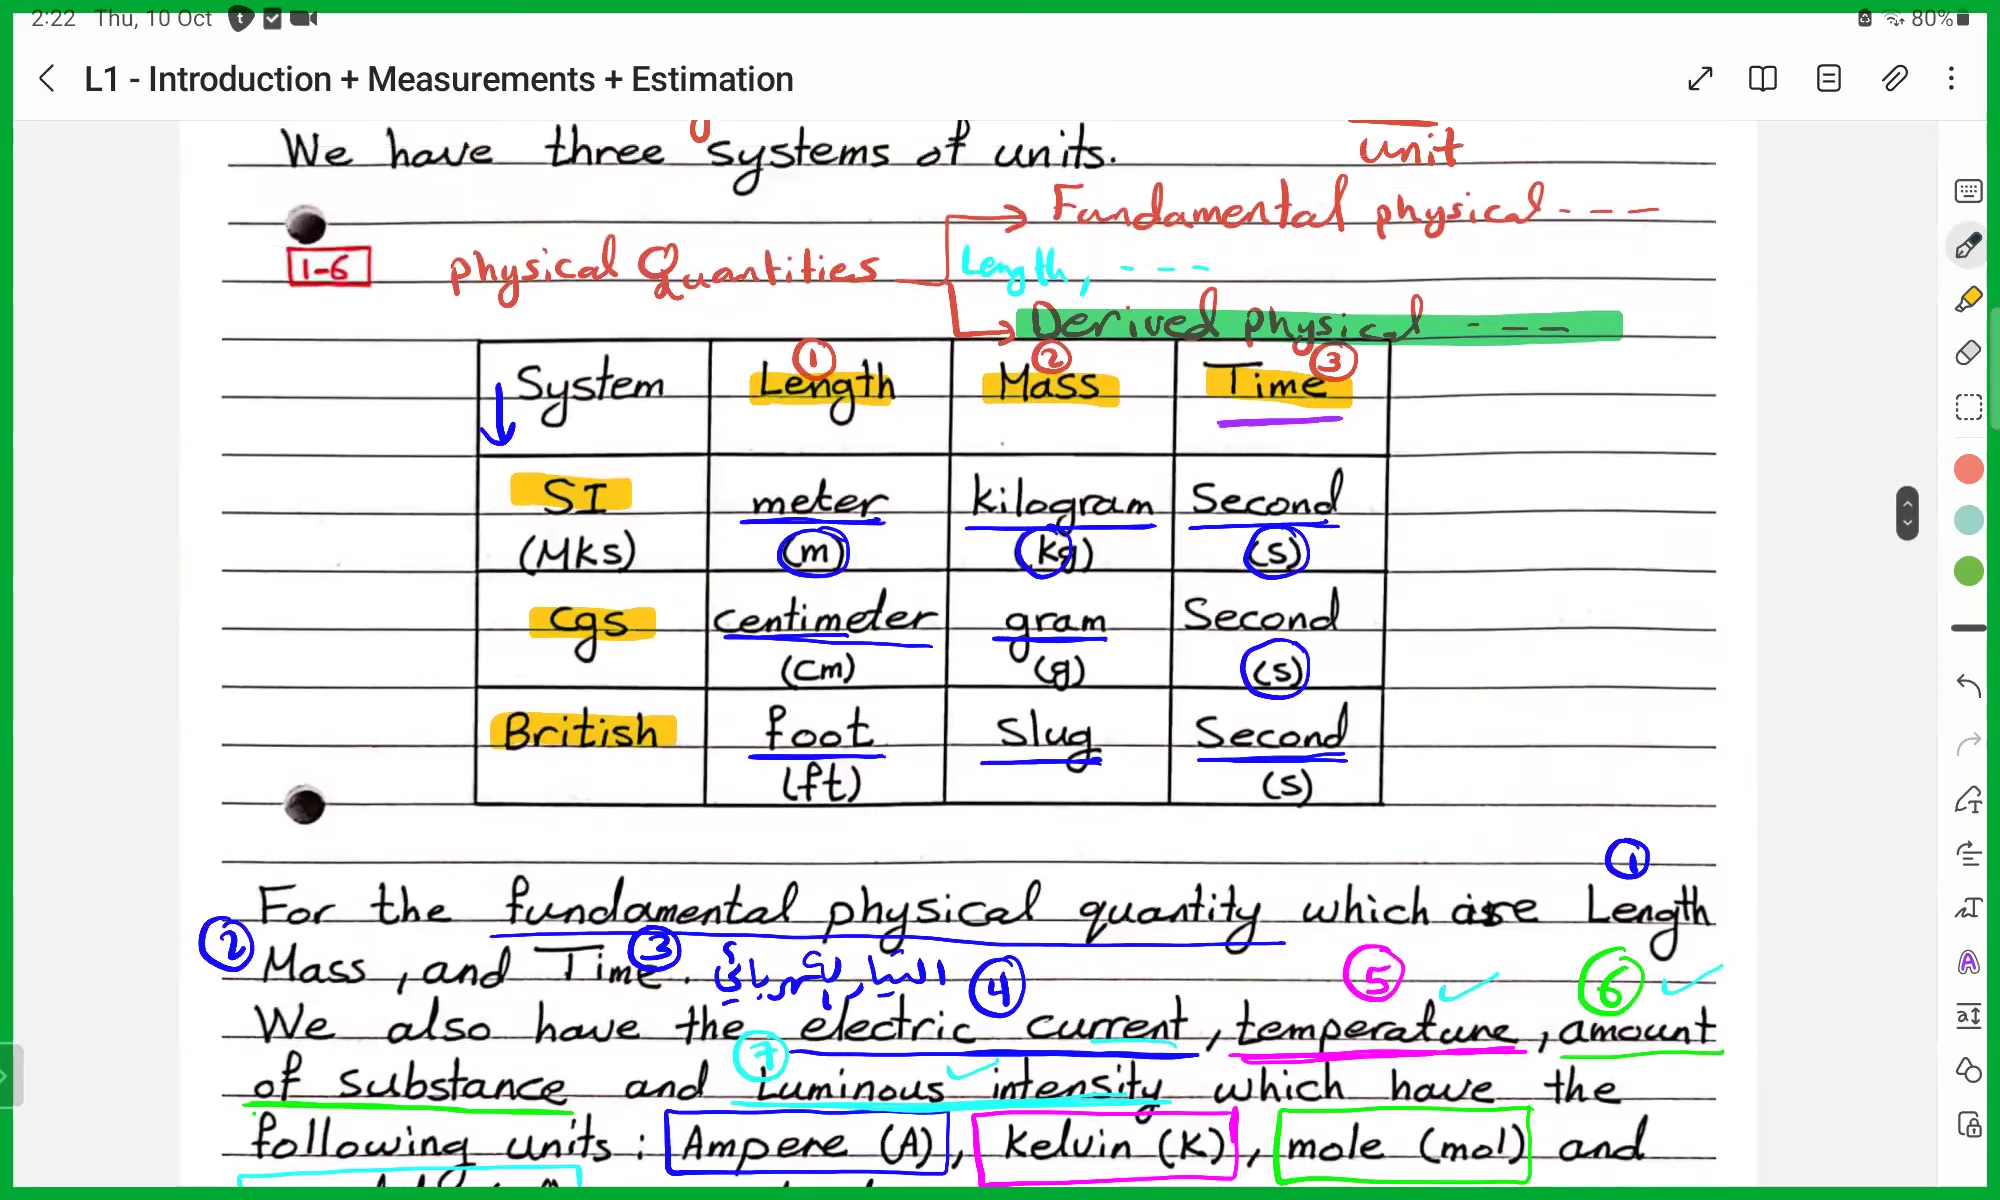 2:22 Thu, 10 Oct t 80%
L1 - Introduction + Measurements + Estimation
We have three systems of units.
unit
Fundamental physical - - -
1-6 physical Quantities Length, - - -
Derived physical - - -
1 2 3
System Length Mass Time
SI meter kilogram Second
(Mks) (m) (kg) (s)
cgs centimeter gram Second
(cm) (g) (s)
British foot Slug Second
(ft) (s)
1
For the fundamental physical quantity which are Length
2 Mass, and Time. 3 التيار الكهربائي 4 5 6
We also have the electric current, temperature, amount
7
of substance and Luminous intensity which have the
following units: Ampere (A), Kelvin (K), mole (mol) and